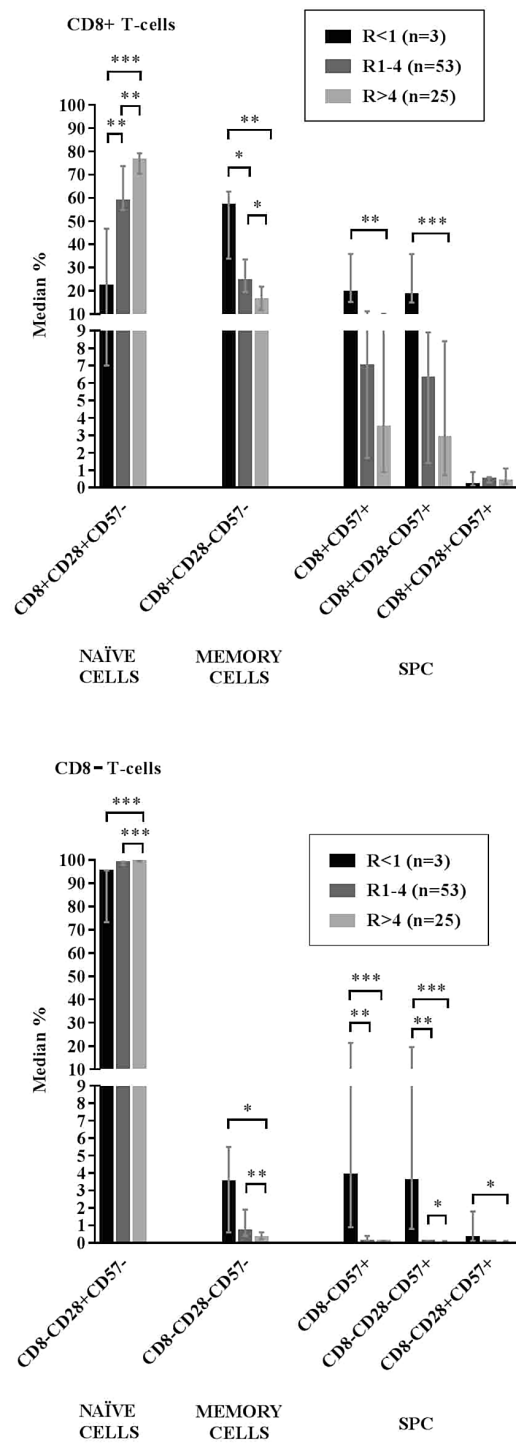 CD8+ T-cells
R<1 (n=3)
R1-4 (n=53)
R>4 (n=25)
***
**
**
**
*
*
**
***
Median %
100
90
80
70
60
50
40
30
20
10
9
8
7
6
5
4
3
2
1
0
CD8+CD28+CD57-
CD8+CD28-CD57-
CD8+CD57+
CD8+CD28-CD57+
CD8+CD28+CD57+
NAÏVE
CELLS
MEMORY
CELLS
SPC
CD8− T-cells
R<1 (n=3)
R1-4 (n=53)
R>4 (n=25)
***
***
*
**
***
**
***
**
*
*
Median %
100
90
80
70
60
50
40
30
20
10
9
8
7
6
5
4
3
2
1
0
CD8-CD28+CD57-
CD8-CD28-CD57-
CD8-CD57+
CD8-CD28-CD57+
CD8-CD28+CD57+
NAÏVE
CELLS
MEMORY
CELLS
SPC